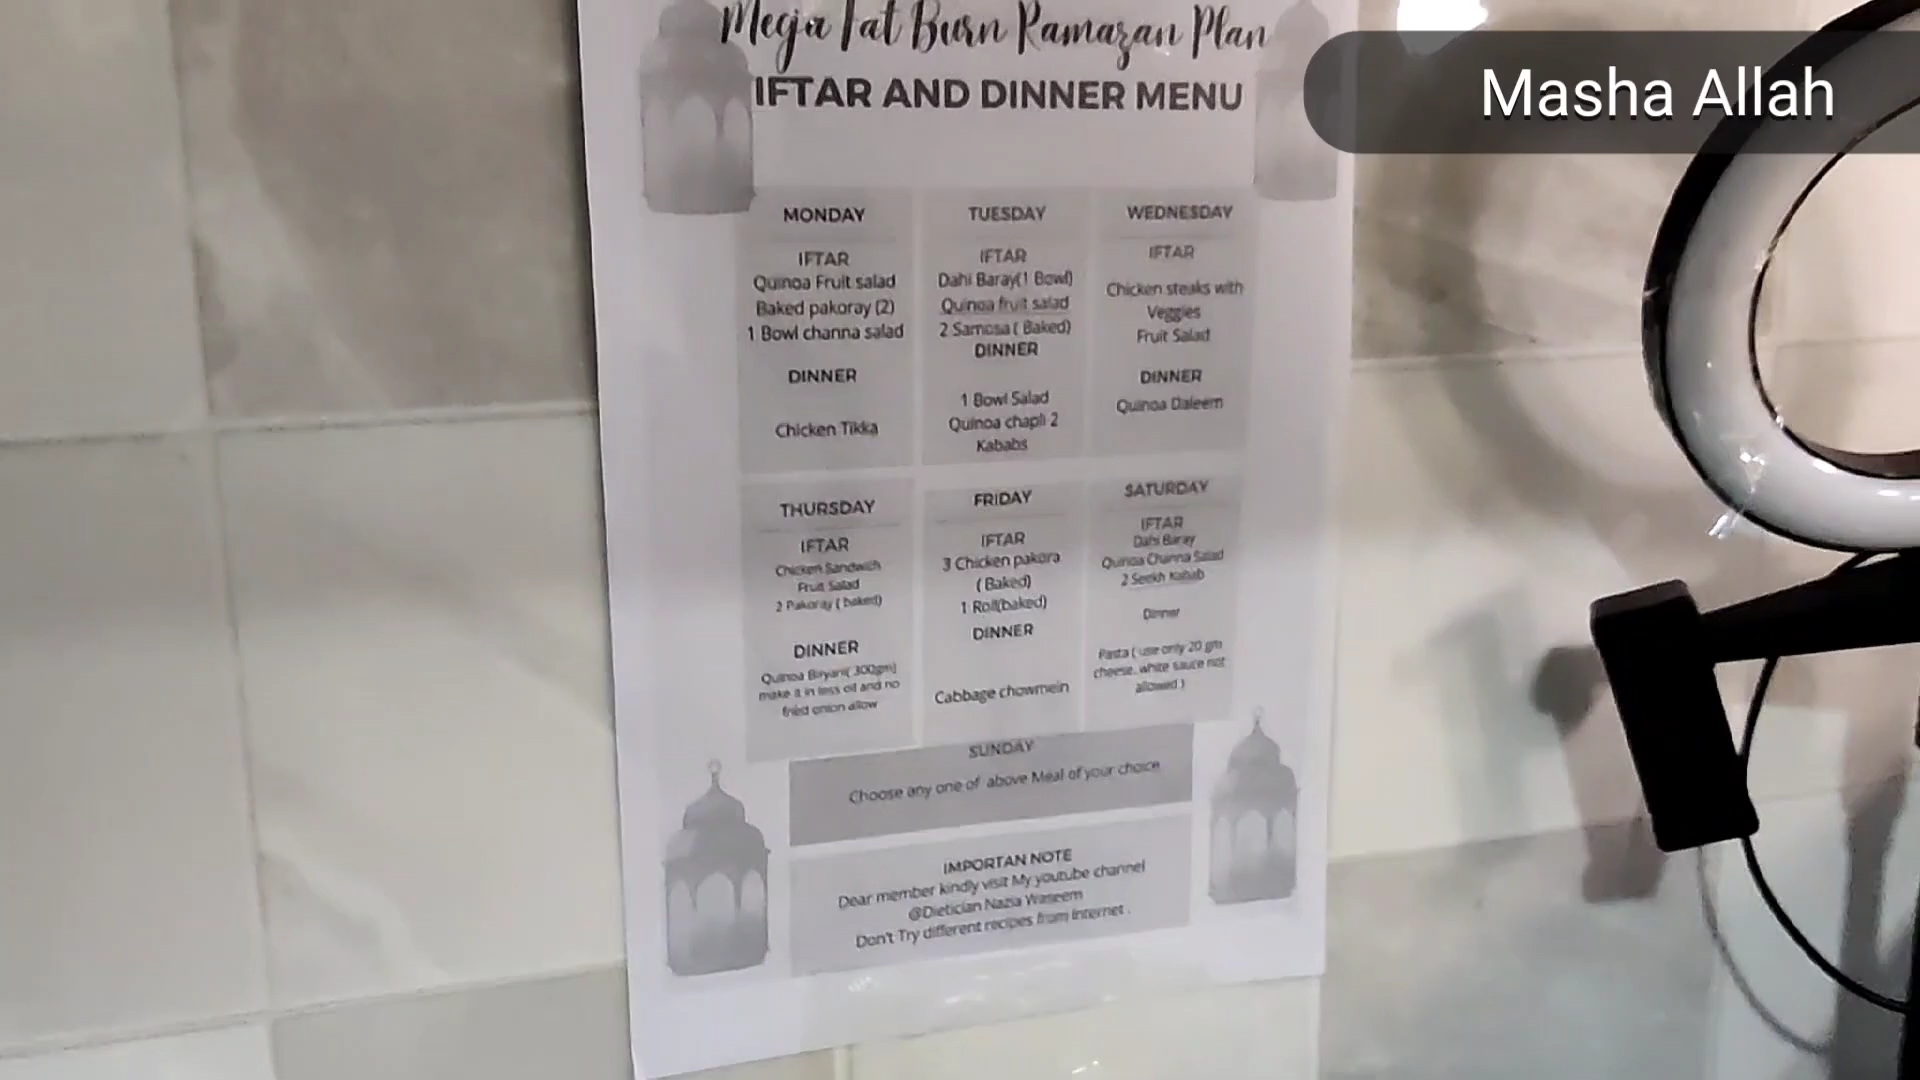 Mega Fat Burn Ramazan Plan
IFTAR AND DINNER MENU
Masha Allah
MONDAY
IFTAR
Quinoa Fruit salad
Baked pakoray (2)
1 Bowl channa salad
DINNER
Chicken Tikka
TUESDAY
IFTAR
Dahi Baray(1 Bowl)
Quinoa fruit salad
2 Samosa ( Baked)
DINNER
1 Bowl Salad
Quinoa chapli 2
Kababs
WEDNESDAY
IFTAR
Chicken steaks with
Veggies
Fruit Salad
DINNER
Quinoa Daleem
THURSDAY
IFTAR
Chicken Sandwich
Fruit Salad
2 Pakoray ( baked)
DINNER
Quinoa Biryani( 300gm)
make it in less oil and no
fried onion allow
FRIDAY
IFTAR
3 Chicken pakora
( Baked)
1 Roll(baked)
DINNER
Cabbage chowmein
SATURDAY
IFTAR
Dahi Baray
Quinoa Channa Salad
2 Seekh Kabab
Dinner
Pasta ( use only 20 gm
cheese, white sauce not
allowed )
SUNDAY
Choose any one of above Meal of your choice
IMPORTAN NOTE
Dear member kindly visit My youtube channel
@Dietician Nazia Waseem
Don't Try different recipes from Internet .